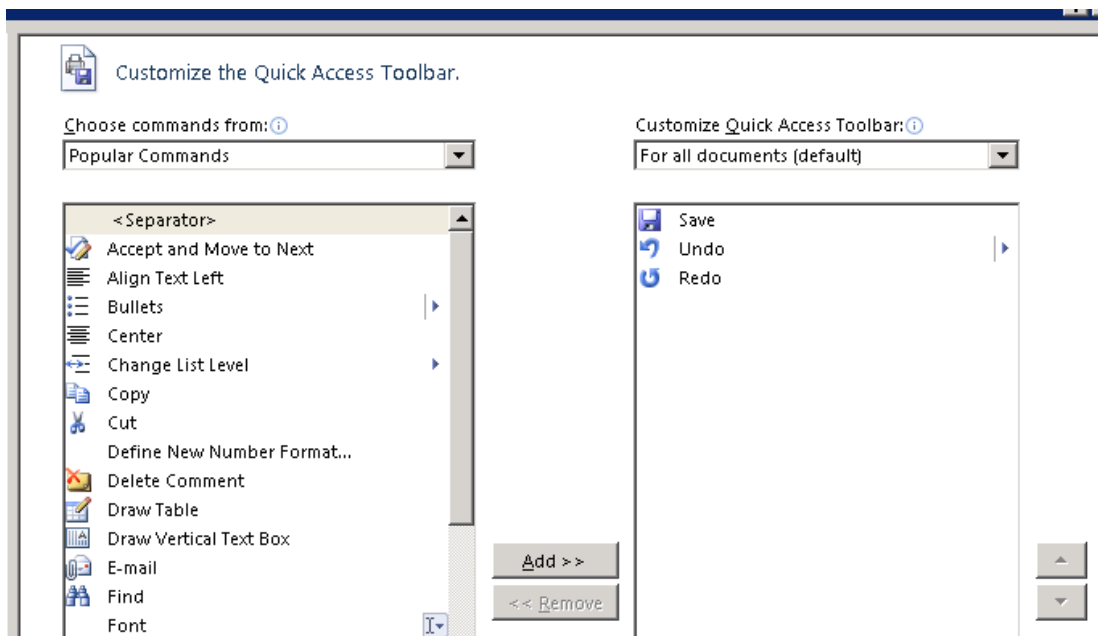 Customize the Quick Access Toolbar.
Choose commands from:
Popular Commands
<Separator>
Accept and Move to Next
Align Text Left
Bullets
Center
Change List Level
Copy
Cut
Define New Number Format...
Delete Comment
Draw Table
Draw Vertical Text Box
E-mail
Find
Font
Add >>
<< Remove
Customize Quick Access Toolbar:
For all documents (default)
Save
Undo
Redo